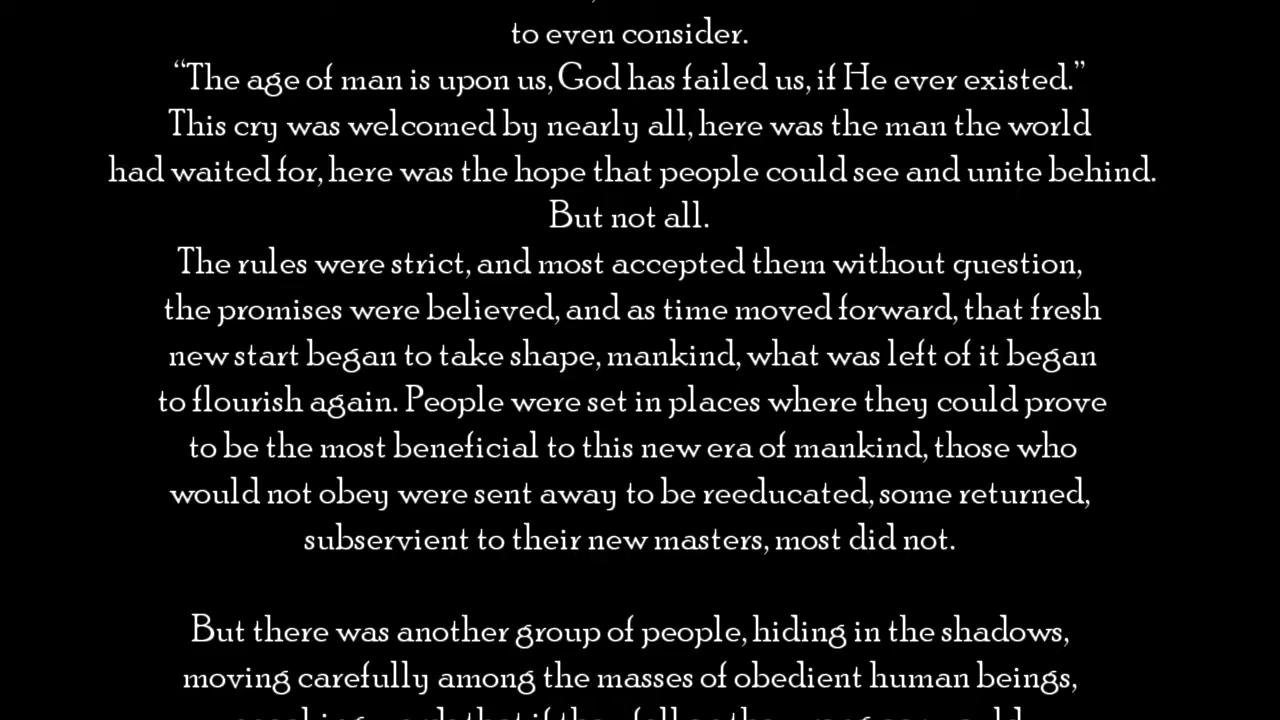 to even consider.
“The age of man is upon us, God has failed us, if He ever existed.”
This cry was welcomed by nearly all, here was the man the world
had waited for, here was the hope that people could see and unite behind.
But not all.
The rules were strict, and most accepted them without question,
the promises were believed, and as time moved forward, that fresh
new start began to take shape, mankind, what was left of it began
to flourish again. People were set in places where they could prove
to be the most beneficial to this new era of mankind, those who
would not obey were sent away to be reeducated, some returned,
subservient to their new masters, most did not.
But there was another group of people, hiding in the shadows,
moving carefully among the masses of obedient human beings,